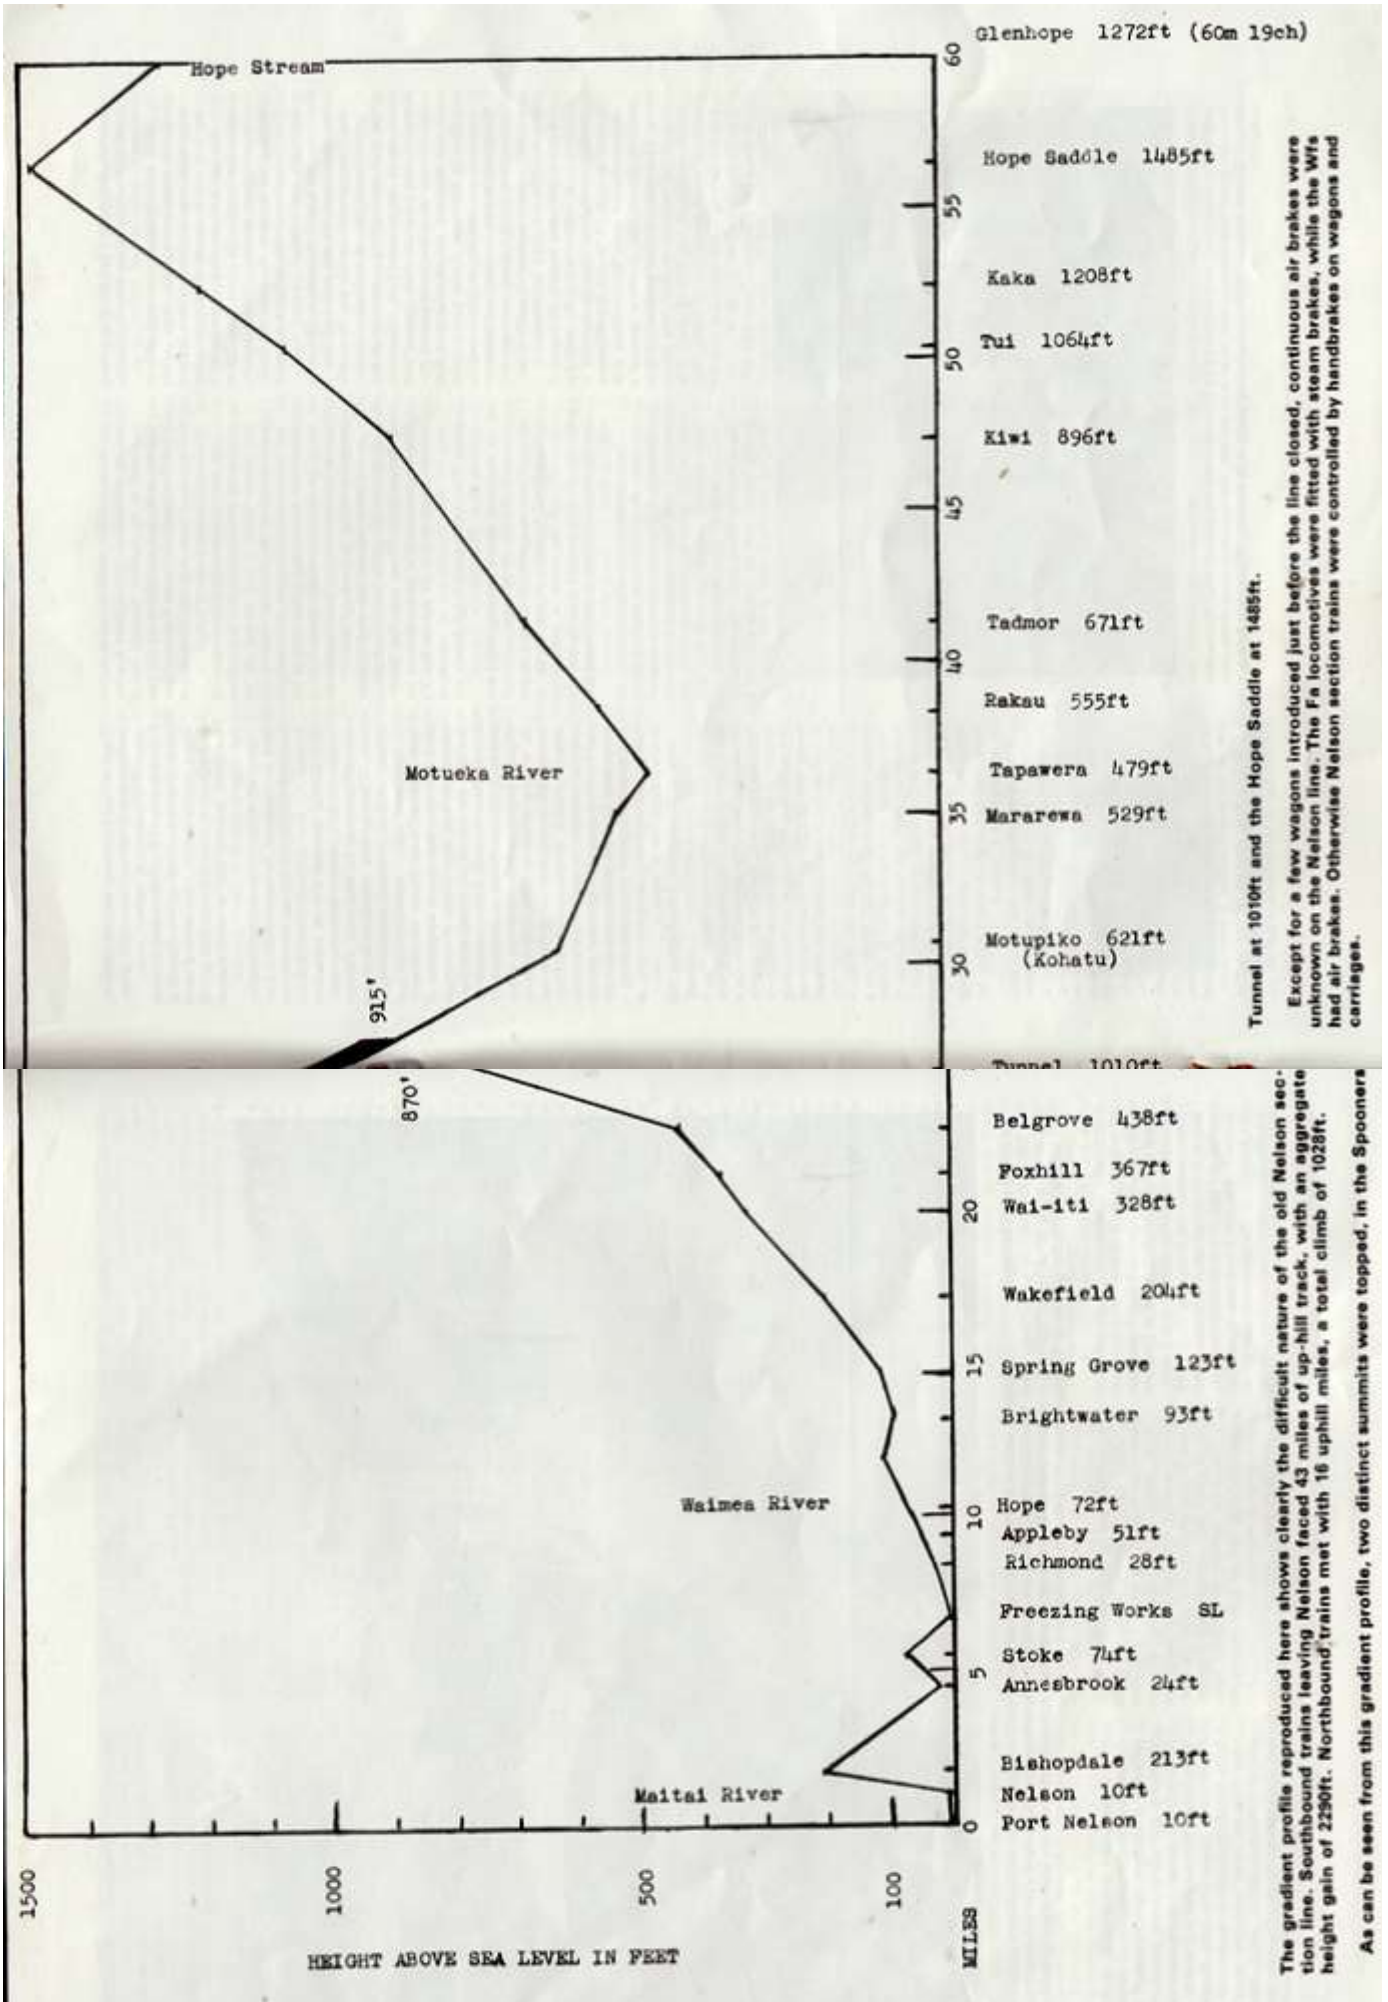 Glenhope 1272ft (60m 19ch)
60
Hope Stream
Hope Saddle 1485ft
55
Kaka 1208ft
Tui 1064ft
50
Kiwi 896ft
45
Tadmor 671ft
40
Rakau 555ft
Motueka River
Tapawera 479ft
35
Mararewa 529ft
Motupiko 621ft
(Kohatu)
30
915'
Tunnel 1010ft
870'
Belgrove 438ft
Foxhill 367ft
Wai-iti 328ft
20
Wakefield 204ft
15
Spring Grove 123ft
Brightwater 93ft
Waimea River
Hope 72ft
10
Appleby 51ft
Richmond 28ft
Freezing Works SL
Stoke 74ft
5
Annesbrook 24ft
Bishopdale 213ft
Maitai River
Nelson 10ft
Port Nelson 10ft
0
1500
1000
500
100
MILES
HEIGHT ABOVE SEA LEVEL IN FEET
The gradient profile reproduced here shows clearly the difficult nature of the old Nelson sec-
tion line. Southbound trains leaving Nelson faced 43 miles of up-hill track, with an aggregate
height gain of 2290ft. Northbound trains met with 16 uphill miles, a total climb of 1028ft.
As can be seen from this gradient profile, two distinct summits were topped, in the Spooners
Tunnel at 1010ft and the Hope Saddle at 1485ft.
Except for a few wagons introduced just before the line closed, continuous air brakes were
unknown on the Nelson line. The Fa locomotives were fitted with steam brakes, while the Wfs
had air brakes. Otherwise Nelson section trains were controlled by handbrakes on wagons and
carriages.